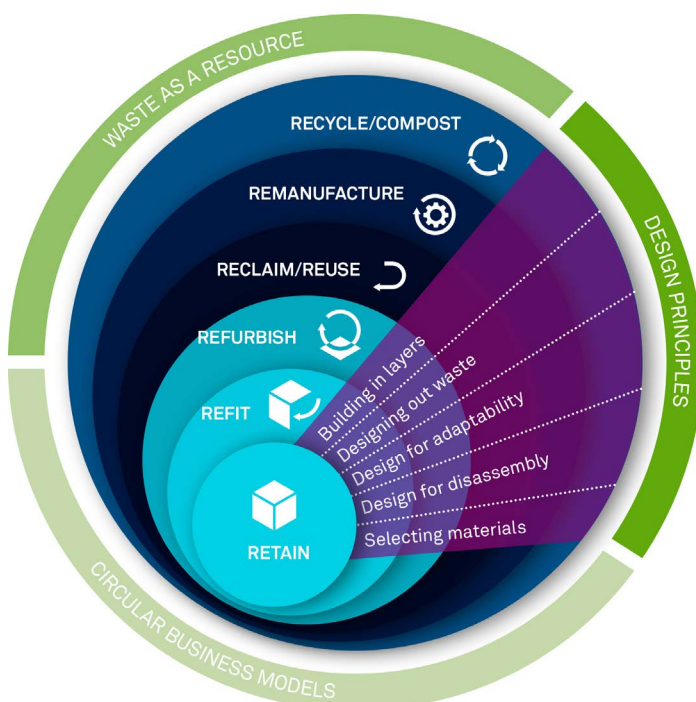 WASTE AS A RESOURCE
DESIGN PRINCIPLES
CIRCULAR BUSINESS MODELS
RECYCLE/COMPOST
REMANUFACTURE
RECLAIM/REUSE
REFURBISH
REFIT
RETAIN
Building in layers
Designing out waste
Design for adaptability
Design for disassembly
Selecting materials